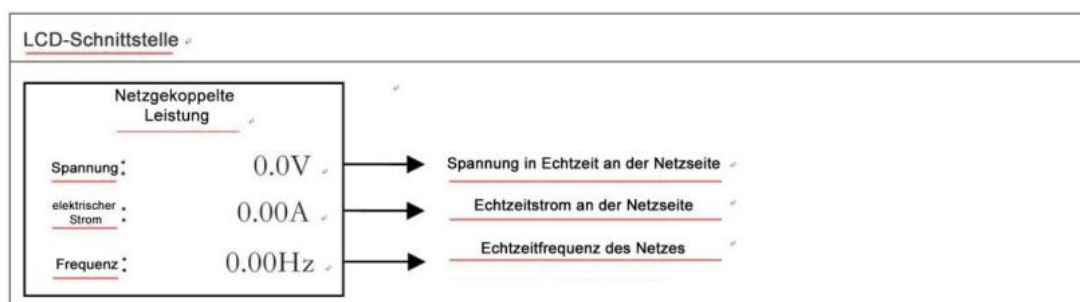 LCD-Schnittstelle
Netzgekoppelte
Leistung
Spannung: 0.0V Spannung in Echtzeit an der Netzseite
elektrischer
Strom : 0.00A Echtzeitstrom an der Netzseite
Frequenz: 0.00Hz Echtzeitfrequenz des Netzes